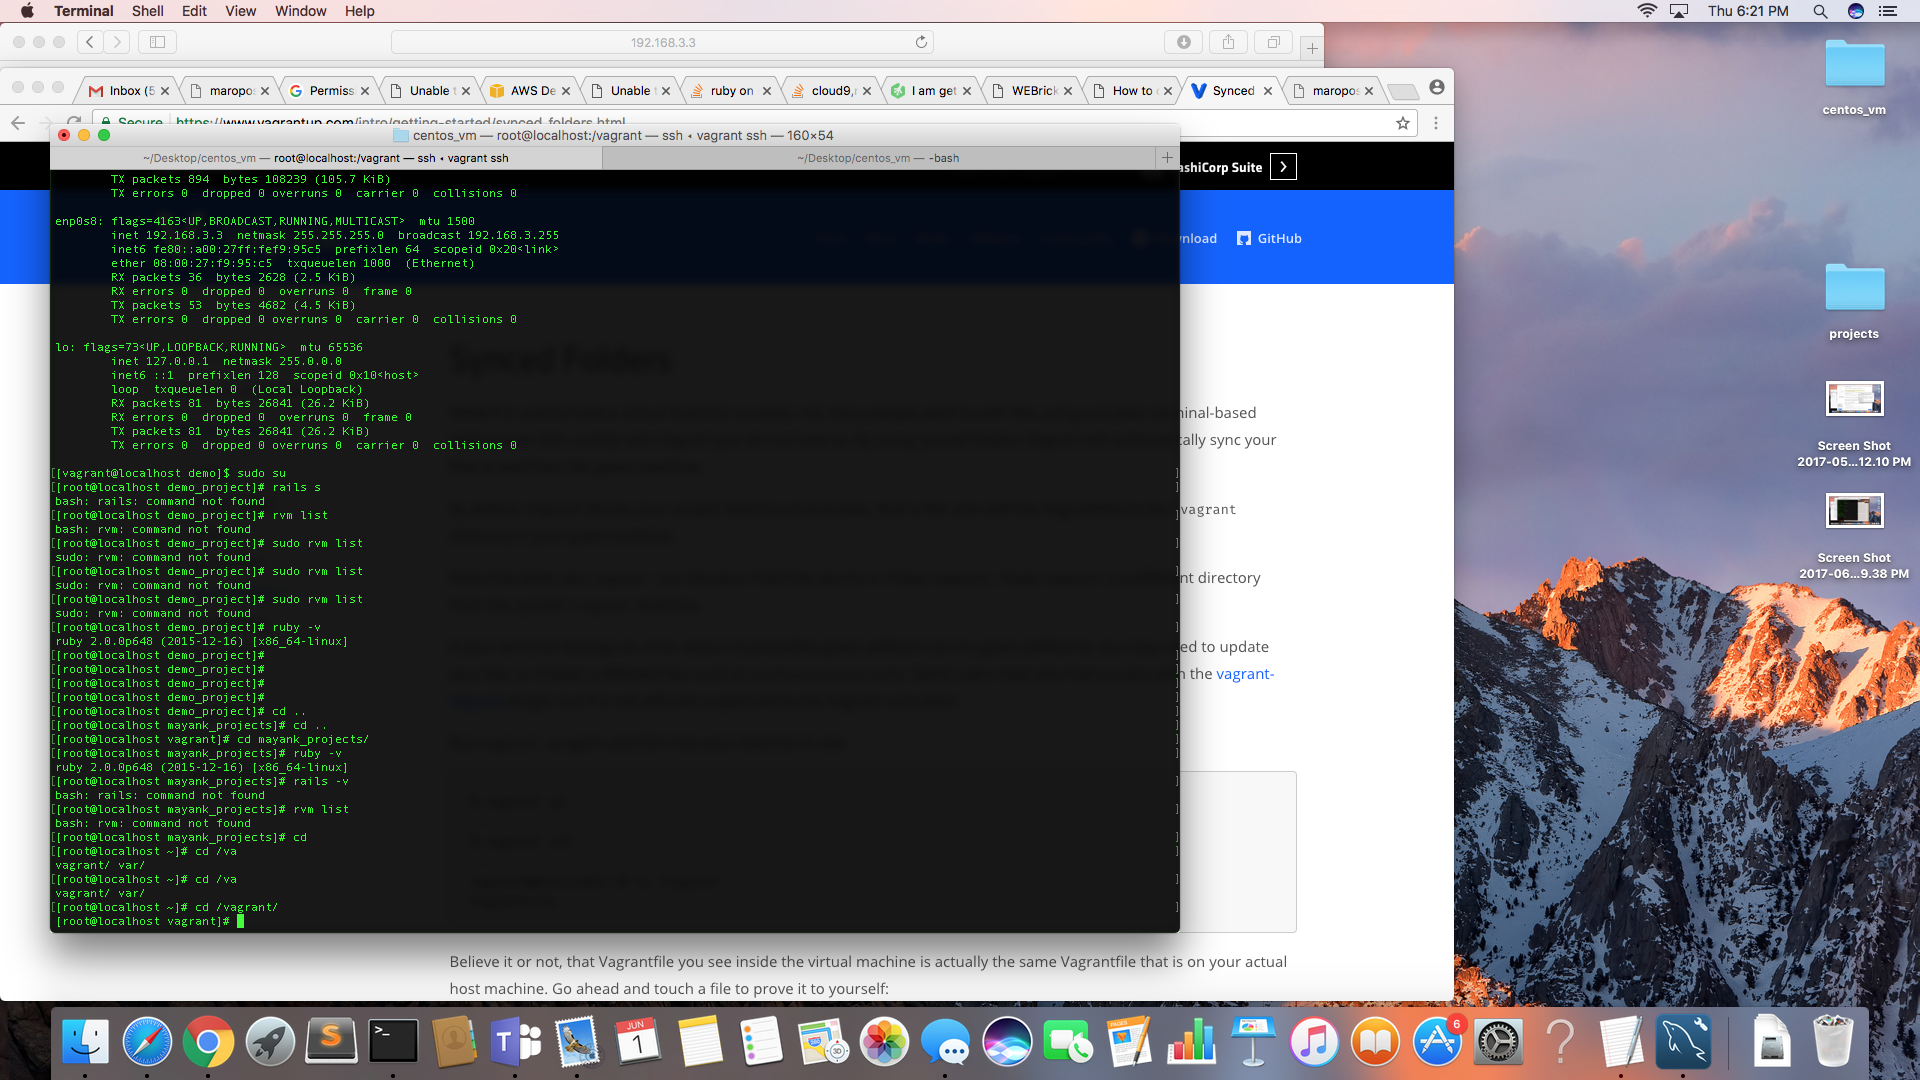 Terminal Shell Edit View Window Help
Thu 6:21 PM
192.168.3.3
Inbox (5
maropos
Permiss
Unable t
AWS De
Unable t
ruby on
cloud9,r
I am get
WEBrick
How to c
Synced
maropos
Secure https://www.vagrantup.com/intro/getting-started/synced_folders.html
centos_vm — root@localhost:/vagrant — ssh ◂ vagrant ssh — 160×54
~/Desktop/centos_vm — root@localhost:/vagrant — ssh ◂ vagrant ssh
~/Desktop/centos_vm — -bash
ashiCorp Suite
wnload
GitHub
TX packets 894  bytes 108239 (105.7 KiB)
TX errors 0  dropped 0 overruns 0  carrier 0  collisions 0
enp0s8: flags=4163<UP,BROADCAST,RUNNING,MULTICAST>  mtu 1500
inet 192.168.3.3  netmask 255.255.255.0  broadcast 192.168.3.255
inet6 fe80::a00:27ff:fef9:95c5  prefixlen 64  scopeid 0x20<link>
ether 08:00:27:f9:95:c5  txqueuelen 1000  (Ethernet)
RX packets 36  bytes 2628 (2.5 KiB)
RX errors 0  dropped 0  overruns 0  frame 0
TX packets 53  bytes 4682 (4.5 KiB)
TX errors 0  dropped 0 overruns 0  carrier 0  collisions 0
lo: flags=73<UP,LOOPBACK,RUNNING>  mtu 65536
inet 127.0.0.1  netmask 255.0.0.0
inet6 ::1  prefixlen 128  scopeid 0x10<host>
loop  txqueuelen 0  (Local Loopback)
RX packets 81  bytes 26841 (26.2 KiB)
RX errors 0  dropped 0  overruns 0  frame 0
TX packets 81  bytes 26841 (26.2 KiB)
TX errors 0  dropped 0 overruns 0  carrier 0  collisions 0
[[vagrant@localhost demo]$ sudo su ]
[[root@localhost demo_project]# rails s ]
bash: rails: command not found
[[root@localhost demo_project]# rvm list ]
bash: rvm: command not found
[[root@localhost demo_project]# sudo rvm list ]
sudo: rvm: command not found
[[root@localhost demo_project]# sudo rvm list ]
sudo: rvm: command not found
[[root@localhost demo_project]# sudo rvm list ]
sudo: rvm: command not found
[[root@localhost demo_project]# ruby -v ]
ruby 2.0.0p648 (2015-12-16) [x86_64-linux]
[[root@localhost demo_project]# ]
[[root@localhost demo_project]# ]
[[root@localhost demo_project]# ]
[[root@localhost demo_project]# ]
[[root@localhost demo_project]# cd .. ]
[[root@localhost mayank_projects]# cd .. ]
[[root@localhost vagrant]# cd mayank_projects/ ]
[[root@localhost mayank_projects]# ruby -v ]
ruby 2.0.0p648 (2015-12-16) [x86_64-linux]
[[root@localhost mayank_projects]# rails -v ]
bash: rails: command not found
[[root@localhost mayank_projects]# rvm list ]
bash: rvm: command not found
[[root@localhost mayank_projects]# cd ]
[[root@localhost ~]# cd /va ]
vagrant/ var/
[[root@localhost ~]# cd /va ]
vagrant/ var/
[[root@localhost ~]# cd /vagrant/ ]
[root@localhost vagrant]#
Synced Folders
minal-based
cally sync your
vagrant
nt directory
ed to update
n the vagrant-
Believe it or not, that Vagrantfile you see inside the virtual machine is actually the same Vagrantfile that is on your actual
host machine. Go ahead and touch a file to prove it to yourself:
centos_vm
projects
Screen Shot
2017-05...12.10 PM
Screen Shot
2017-06...9.38 PM
JUN
1
PAGES
3D
6